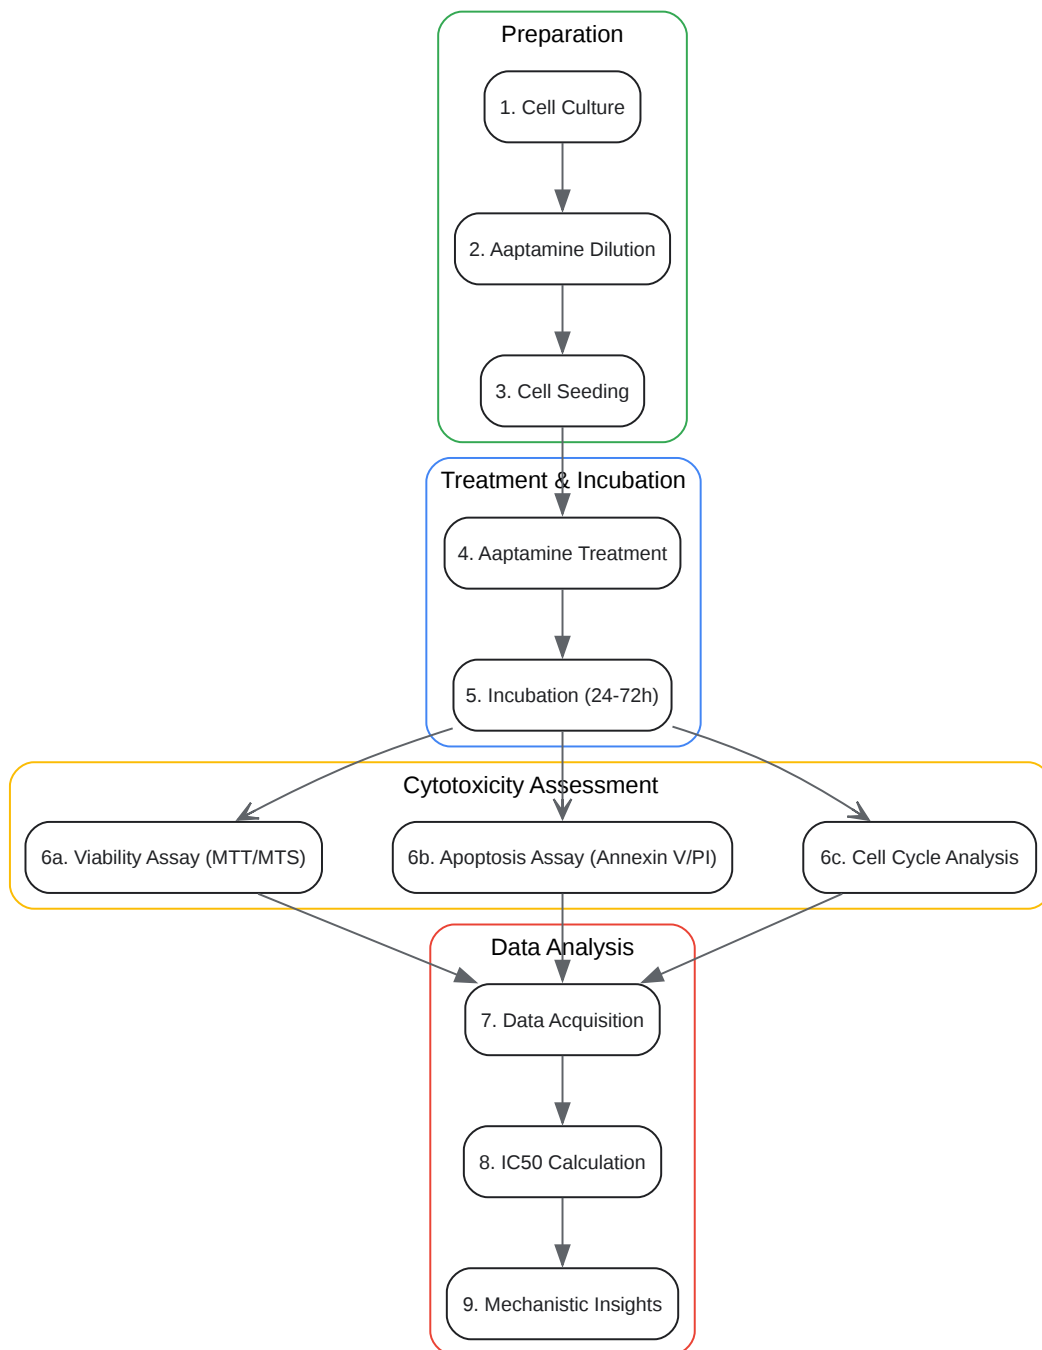 Preparation
1. Cell Culture
2. Aaptamine Dilution
3. Cell Seeding
Treatment & Incubation
4. Aaptamine Treatment
5. Incubation (24-72h)
Cytotoxicity Assessment
6a. Viability Assay (MTT/MTS)
6b. Apoptosis Assay (Annexin V/PI)
6c. Cell Cycle Analysis
Data Analysis
7. Data Acquisition
8. IC50 Calculation
9. Mechanistic Insights